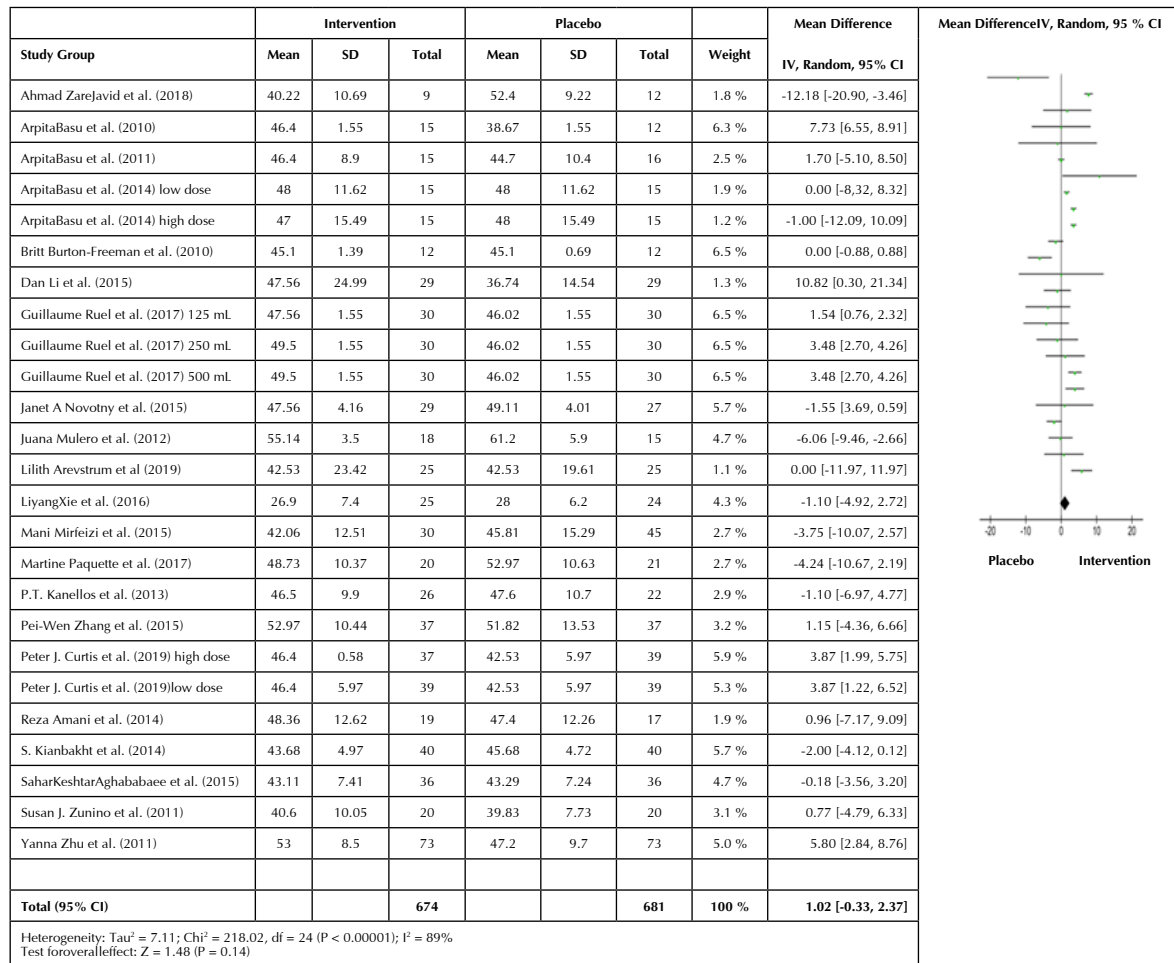 Intervention Placebo Mean Difference Mean DifferenceIV, Random, 95 % CI
Study Group Mean SD Total Mean SD Total Weight IV, Random, 95% CI
Ahmad ZareJavid et al. (2018) 40.22 10.69 9 52.4 9.22 12 1.8 % -12.18 [-20.90, -3.46]
ArpitaBasu et al. (2010) 46.4 1.55 15 38.67 1.55 12 6.3 % 7.73 [6.55, 8.91]
ArpitaBasu et al. (2011) 46.4 8.9 15 44.7 10.4 16 2.5 % 1.70 [-5.10, 8.50]
ArpitaBasu et al. (2014) low dose 48 11.62 15 48 11.62 15 1.9 % 0.00 [-8,32, 8.32]
ArpitaBasu et al. (2014) high dose 47 15.49 15 48 15.49 15 1.2 % -1.00 [-12.09, 10.09]
Britt Burton-Freeman et al. (2010) 45.1 1.39 12 45.1 0.69 12 6.5 % 0.00 [-0.88, 0.88]
Dan Li et al. (2015) 47.56 24.99 29 36.74 14.54 29 1.3 % 10.82 [0.30, 21.34]
Guillaume Ruel et al. (2017) 125 mL 47.56 1.55 30 46.02 1.55 30 6.5 % 1.54 [0.76, 2.32]
Guillaume Ruel et al. (2017) 250 mL 49.5 1.55 30 46.02 1.55 30 6.5 % 3.48 [2.70, 4.26]
Guillaume Ruel et al. (2017) 500 mL 49.5 1.55 30 46.02 1.55 30 6.5 % 3.48 [2.70, 4.26]
Janet A Novotny et al. (2015) 47.56 4.16 29 49.11 4.01 27 5.7 % -1.55 [3.69, 0.59]
Juana Mulero et al. (2012) 55.14 3.5 18 61.2 5.9 15 4.7 % -6.06 [-9.46, -2.66]
Lilith Arevstrum et al (2019) 42.53 23.42 25 42.53 19.61 25 1.1 % 0.00 [-11.97, 11.97]
LiyangXie et al. (2016) 26.9 7.4 25 28 6.2 24 4.3 % -1.10 [-4.92, 2.72]
Mani Mirfeizi et al. (2015) 42.06 12.51 30 45.81 15.29 45 2.7 % -3.75 [-10.07, 2.57]
Martine Paquette et al. (2017) 48.73 10.37 20 52.97 10.63 21 2.7 % -4.24 [-10.67, 2.19]
P.T. Kanellos et al. (2013) 46.5 9.9 26 47.6 10.7 22 2.9 % -1.10 [-6.97, 4.77]
Pei-Wen Zhang et al. (2015) 52.97 10.44 37 51.82 13.53 37 3.2 % 1.15 [-4.36, 6.66]
Peter J. Curtis et al. (2019) high dose 46.4 0.58 37 42.53 5.97 39 5.9 % 3.87 [1.99, 5.75]
Peter J. Curtis et al. (2019)low dose 46.4 5.97 39 42.53 5.97 39 5.3 % 3.87 [1.22, 6.52]
Reza Amani et al. (2014) 48.36 12.62 19 47.4 12.26 17 1.9 % 0.96 [-7.17, 9.09]
S. Kianbakht et al. (2014) 43.68 4.97 40 45.68 4.72 40 5.7 % -2.00 [-4.12, 0.12]
SaharKeshtarAghababaee et al. (2015) 43.11 7.41 36 43.29 7.24 36 4.7 % -0.18 [-3.56, 3.20]
Susan J. Zunino et al. (2011) 40.6 10.05 20 39.83 7.73 20 3.1 % 0.77 [-4.79, 6.33]
Yanna Zhu et al. (2011) 53 8.5 73 47.2 9.7 73 5.0 % 5.80 [2.84, 8.76]
Total (95% CI) 674 681 100 % 1.02 [-0.33, 2.37]
Heterogeneity: Tau² = 7.11; Chi² = 218.02, df = 24 (P < 0.00001); I² = 89%
Test foroveralleffect: Z = 1.48 (P = 0.14)
-20 -10 0 10 20
Placebo Intervention